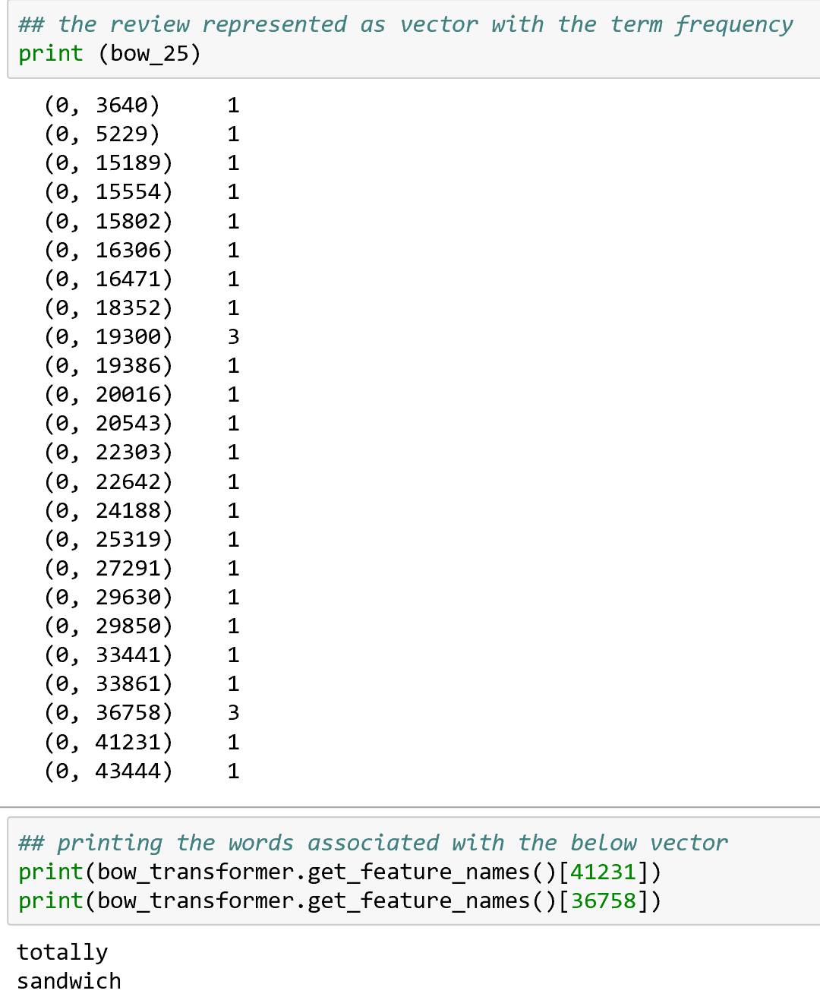 ## the review represented as vector with the term frequency
print (bow_25)
(0, 3640) 1
(0, 5229) 1
(0, 15189) 1
(0, 15554) 1
(0, 15802) 1
(0, 16306) 1
(0, 16471) 1
(0, 18352) 1
(0, 19300) 3
(0, 19386) 1
(0, 20016) 1
(0, 20543) 1
(0, 22303) 1
(0, 22642) 1
(0, 24188) 1
(0, 25319) 1
(0, 27291) 1
(0, 29630) 1
(0, 29850) 1
(0, 33441) 1
(0, 33861) 1
(0, 36758) 3
(0, 41231) 1
(0, 43444) 1
## printing the words associated with the below vector
print(bow_transformer.get_feature_names()[41231])
print(bow_transformer.get_feature_names()[36758])
totally
sandwich